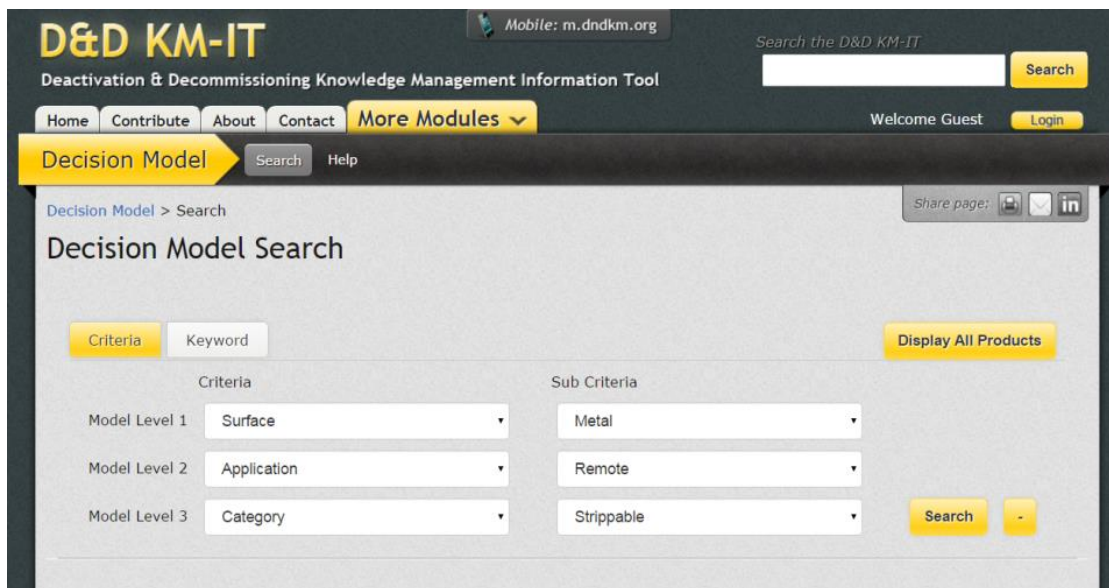 Mobile: m.dndkm.org
D&D KM-IT
Deactivation & Decommissioning Knowledge Management Information Tool
Search the D&D KM-IT
Search
Home Contribute About Contact More Modules
Welcome Guest Login
Decision Model Search Help
Share page: in
Decision Model > Search
Decision Model Search
Criteria Keyword Display All Products
Criteria Sub Criteria
Model Level 1 Surface Metal
Model Level 2 Application Remote
Model Level 3 Category Strippable Search -